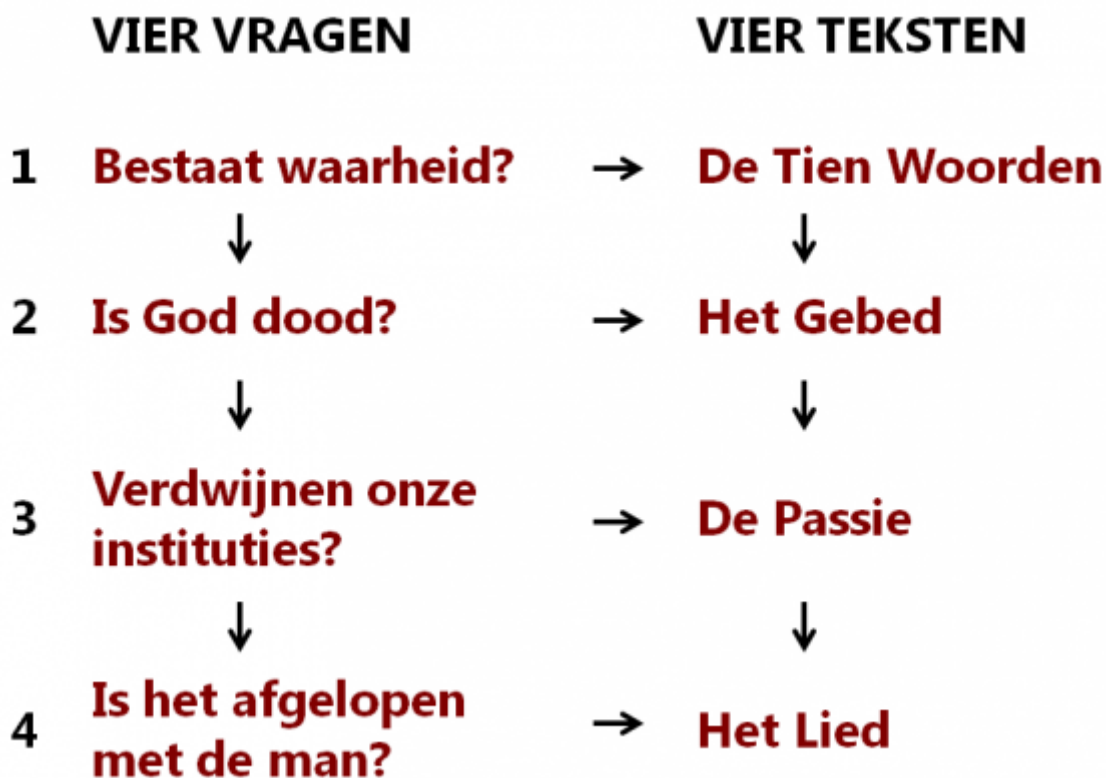 VIER VRAGEN VIER TEKSTEN
1 Bestaat waarheid? → De Tien Woorden
↓ ↓
2 Is God dood? → Het Gebed
↓ ↓
3 Verdwijnen onze
instituties? → De Passie
↓ ↓
4 Is het afgelopen
met de man? → Het Lied